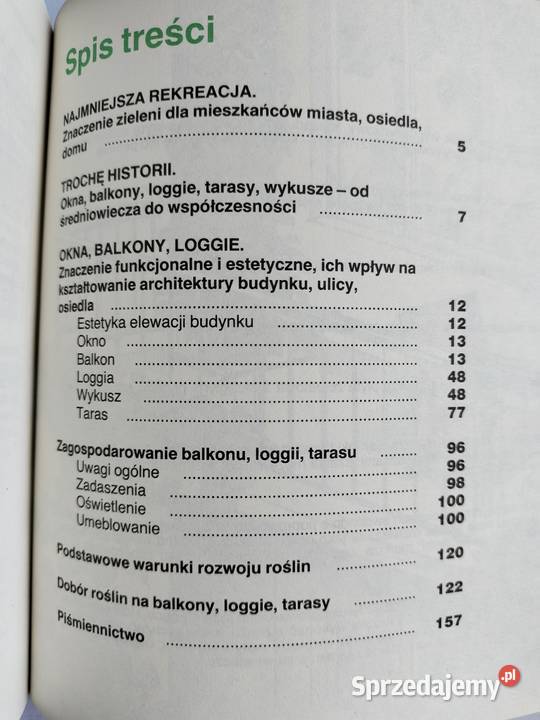 Spis treści
NAJMNIEJSZA REKREACJA.
Znaczenie zieleni dla mieszkańców miasta, osiedla,
domu 5
TROCHĘ HISTORII.
Okna, balkony, loggie, tarasy, wykusze – od
średniowiecza do współczesności 7
OKNA, BALKONY, LOGGIE.
Znaczenie funkcjonalne i estetyczne, ich wpływ na
kształtowanie architektury budynku, ulicy,
osiedla 12
Estetyka elewacji budynku 12
Okno 13
Balkon 13
Loggia 48
Wykusz 48
Taras 77
Zagospodarowanie balkonu, loggii, tarasu 96
Uwagi ogólne 96
Zadaszenia 98
Oświetlenie 100
Umeblowanie 100
Podstawowe warunki rozwoju roślin 120
Dobór roślin na balkony, loggie, tarasy 122
Piśmiennictwo 157
Sprzedajemy.pl